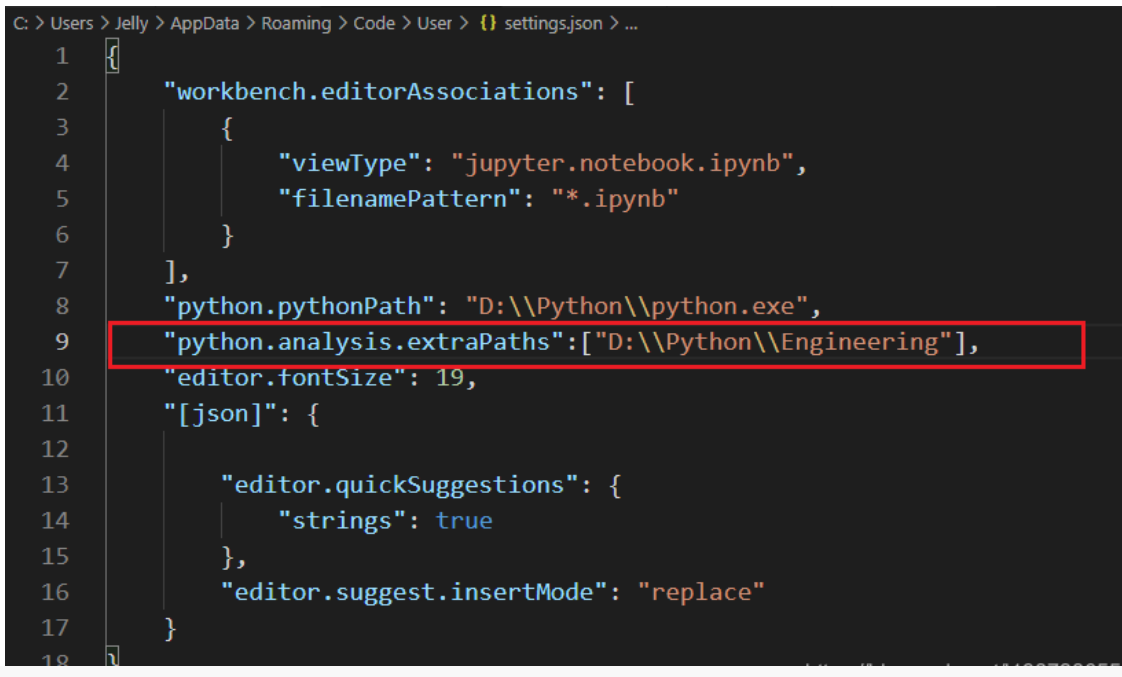 C: > Users > Jelly > AppData > Roaming > Code > User > {} settings.json > ...
1 {
2 "workbench.editorAssociations": [
3 {
4 "viewType": "jupyter.notebook.ipynb",
5 "filenamePattern": "*.ipynb"
6 }
7 ],
8 "python.pythonPath": "D:\\Python\\python.exe",
9 "python.analysis.extraPaths":["D:\\Python\\Engineering"],
10 "editor.fontSize": 19,
11 "[json]": {
12
13 "editor.quickSuggestions": {
14 "strings": true
15 },
16 "editor.suggest.insertMode": "replace"
17 }
18 }